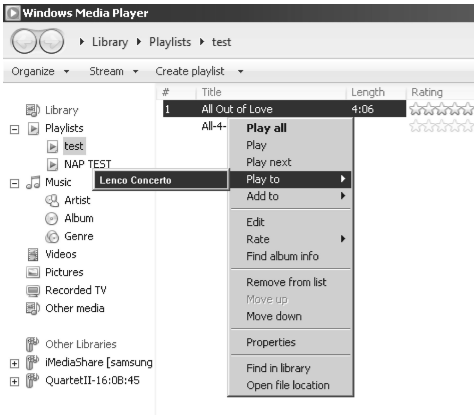 Windows Media Player
Library Playlists test
Organize Stream Create playlist
# Title Length Rating
1 All Out of Love 4:06
All-4-
Library
Playlists
test
NAP TEST
Music
Artist
Album
Genre
Videos
Pictures
Recorded TV
Other media
Other Libraries
iMediaShare [samsung
QuartetII-16:0B:45
Lenco Concerto
Play all
Play
Play next
Play to
Add to
Edit
Rate
Find album info
Remove from list
Move up
Move down
Properties
Find in library
Open file location